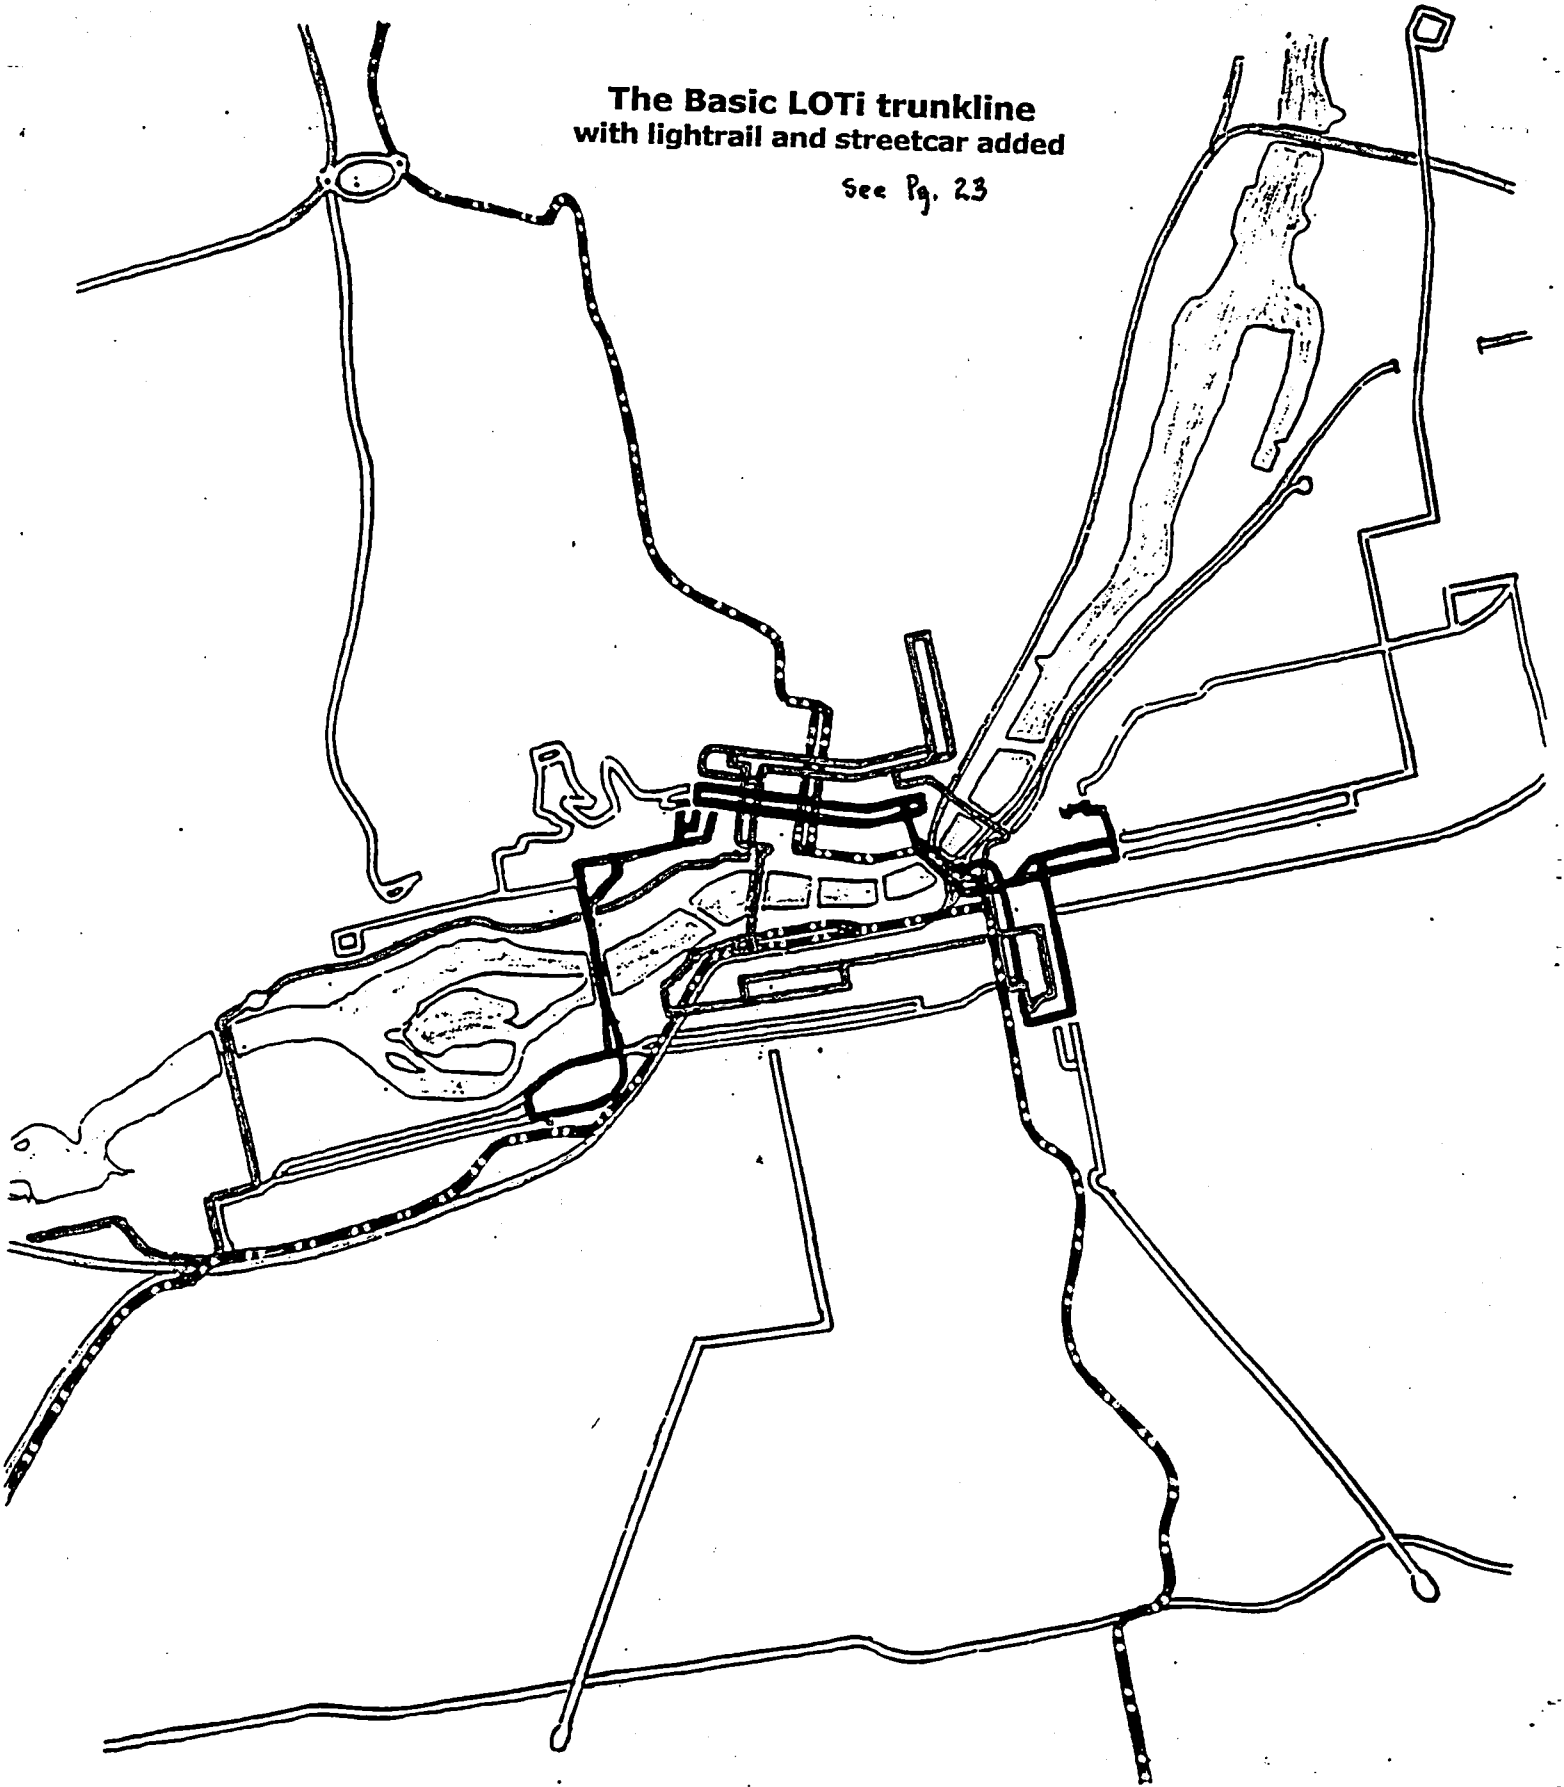 The Basic LOTi trunkline
with lightrail and streetcar added
See Pg. 23